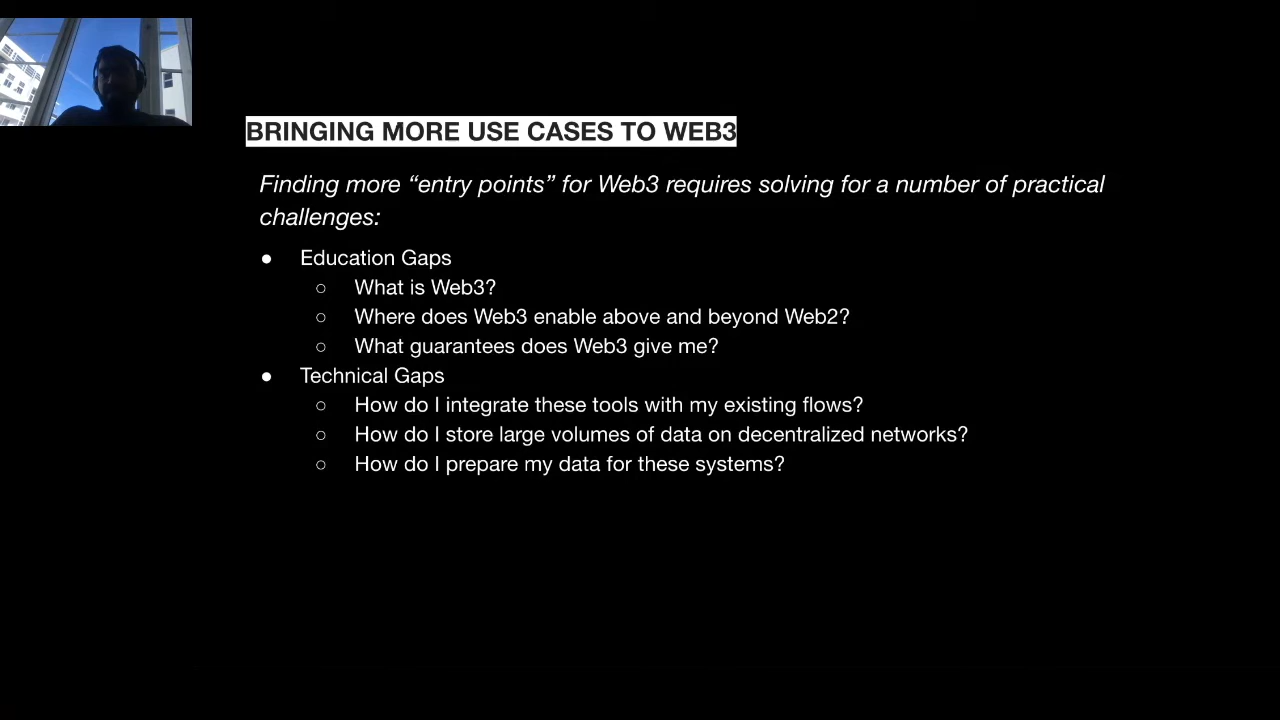 BRINGING MORE USE CASES TO WEB3
Finding more “entry points” for Web3 requires solving for a number of practical
challenges:
● Education Gaps
○ What is Web3?
○ Where does Web3 enable above and beyond Web2?
○ What guarantees does Web3 give me?
● Technical Gaps
○ How do I integrate these tools with my existing flows?
○ How do I store large volumes of data on decentralized networks?
○ How do I prepare my data for these systems?